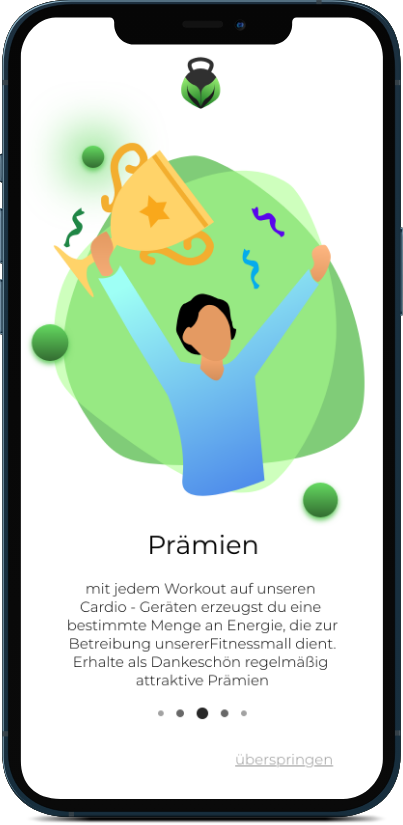 Prämien
mit jedem Workout auf unseren
Cardio - Geräten erzeugst du eine
bestimmte Menge an Energie, die zur
Betreibung unsererFitnessmall dient.
Erhalte als Dankeschön regelmäßig
attraktive Prämien
überspringen